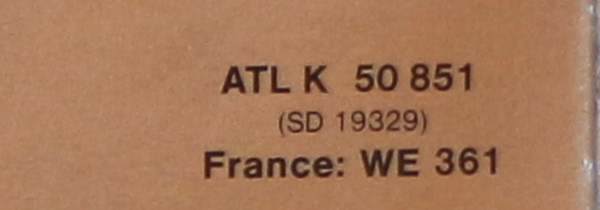 ATL K 50 851
(SD 19329)
France: WE 361